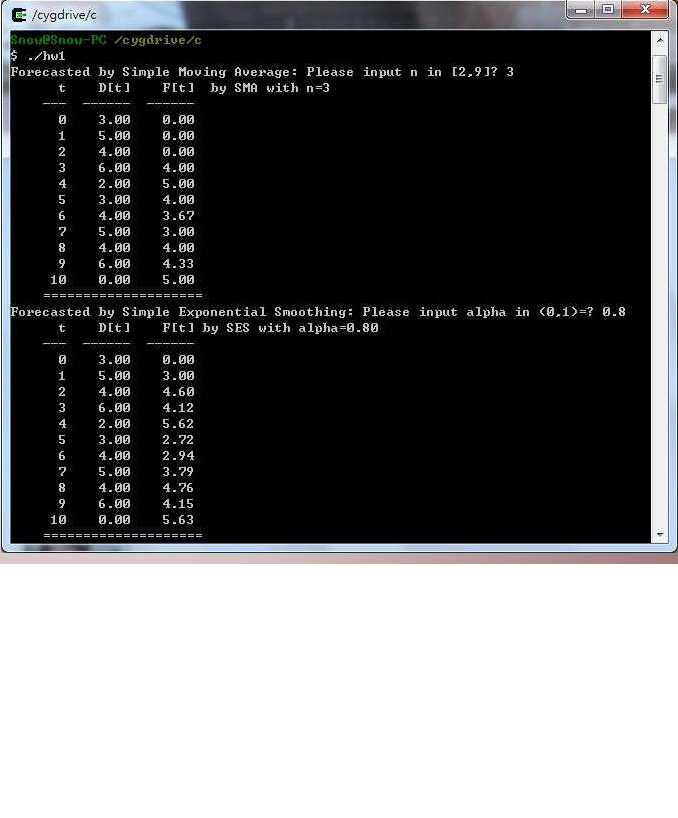 /cygdrive/c
Snow@Snow-PC /cygdrive/c
$ ./hw1
Forecasted by Simple Moving Average: Please input n in [2,9]? 3
t D[t] F[t] by SMA with n=3
--- ------ ------
0 3.00 0.00
1 5.00 0.00
2 4.00 0.00
3 6.00 4.00
4 2.00 5.00
5 3.00 4.00
6 4.00 3.67
7 5.00 3.00
8 4.00 4.00
9 6.00 4.33
10 0.00 5.00
====================
Forecasted by Simple Exponential Smoothing: Please input alpha in (0,1)=? 0.8
t D[t] F[t] by SES with alpha=0.80
--- ------ ------
0 3.00 0.00
1 5.00 3.00
2 4.00 4.60
3 6.00 4.12
4 2.00 5.62
5 3.00 2.72
6 4.00 2.94
7 5.00 3.79
8 4.00 4.76
9 6.00 4.15
10 0.00 5.63
====================